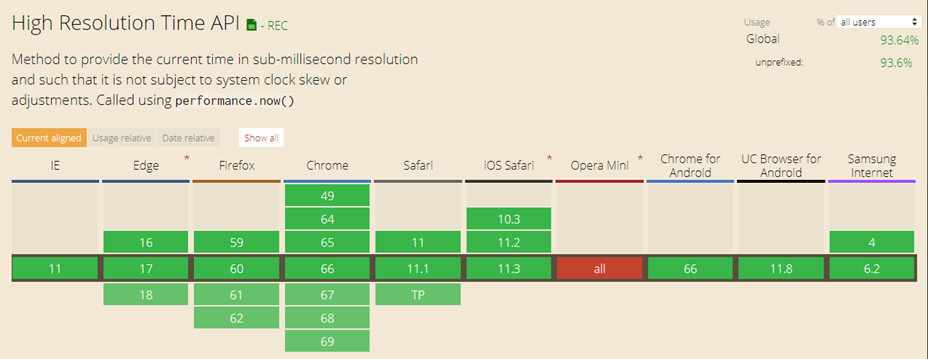 High Resolution Time API - REC
Usage % of all users
Global 93.64%
unprefixed: 93.6%
Method to provide the current time in sub-millisecond resolution
and such that it is not subject to system clock skew or
adjustments. Called using performance.now()
Current aligned Usage relative Date relative Show all
IE Edge * Firefox Chrome Safari iOS Safari * Opera Mini * Chrome for Android UC Browser for Android Samsung Internet
49
64 10.3
16 59 65 11 11.2 4
11 17 60 66 11.1 11.3 all 66 11.8 6.2
18 61 67 TP
62 68
69